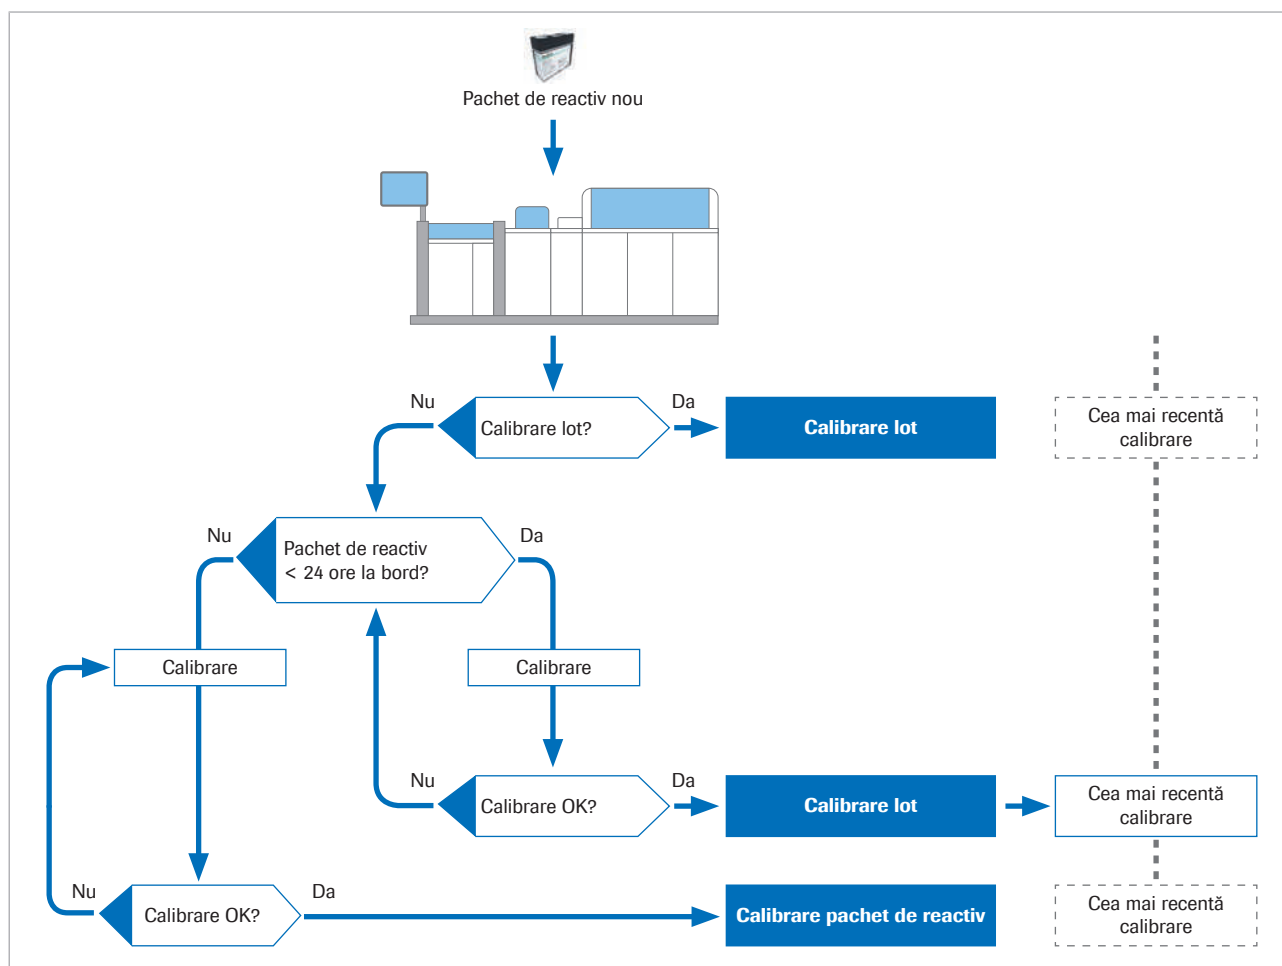 Pachet de reactiv nou
Nu
Da
Calibrare lot?
Calibrare lot
Cea mai recentă
calibrare
Nu
Da
Pachet de reactiv
< 24 ore la bord?
Calibrare
Calibrare
Nu
Da
Calibrare OK?
Calibrare lot
Cea mai recentă
calibrare
Nu
Da
Calibrare OK?
Calibrare pachet de reactiv
Cea mai recentă
calibrare